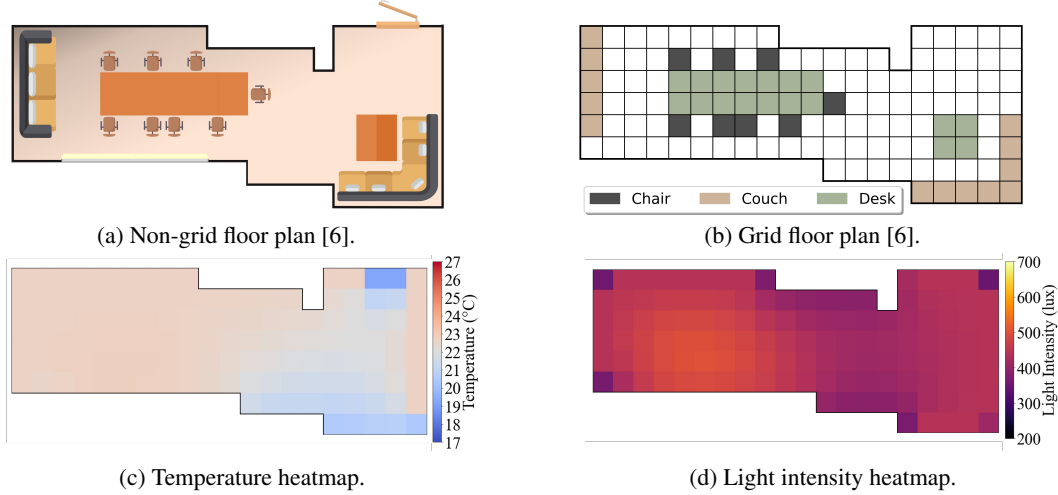 Chair Couch Desk
(a) Non-grid floor plan [6].
(b) Grid floor plan [6].
27
26
25
24
23
22
21
20
19
18
17
Temperature (°C)
700
600
500
400
300
200
Light Intensity (lux)
(c) Temperature heatmap.
(d) Light intensity heatmap.